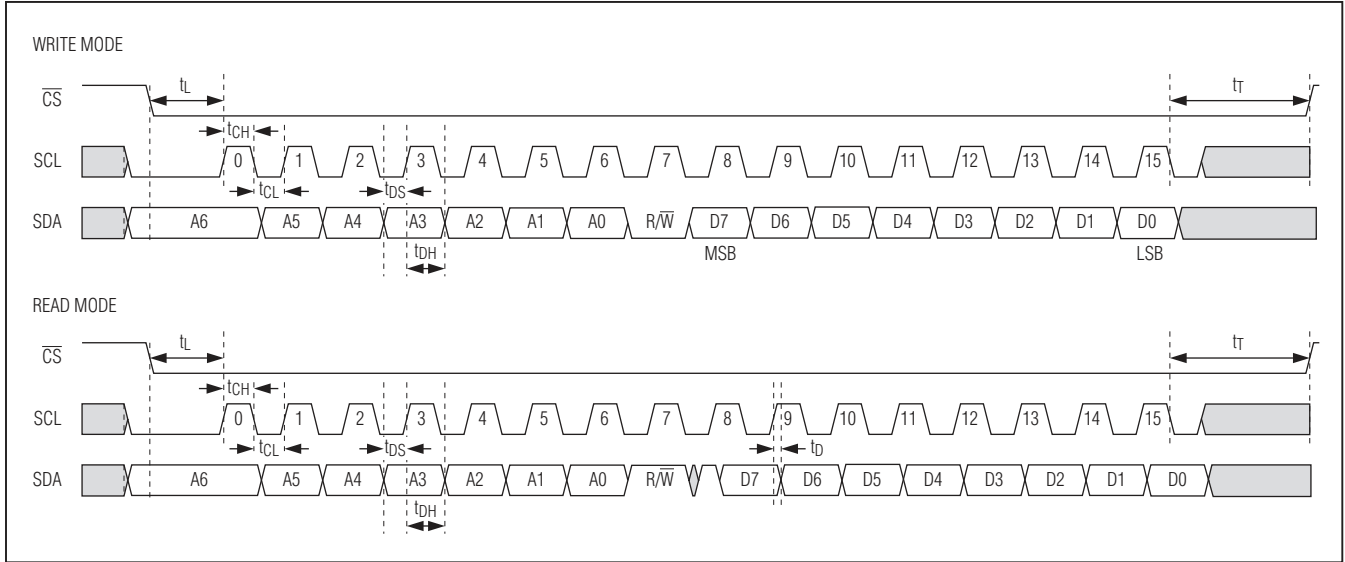 WRITE MODE
CS tL tT
tCH
SCL 0 1 2 3 4 5 6 7 8 9 10 11 12 13 14 15
tCL tDS
SDA A6 A5 A4 A3 A2 A1 A0 R/W D7 D6 D5 D4 D3 D2 D1 D0
tDH MSB LSB
READ MODE
CS tL tT
tCH
SCL 0 1 2 3 4 5 6 7 8 9 10 11 12 13 14 15
tCL tDS tD
SDA A6 A5 A4 A3 A2 A1 A0 R/W D7 D6 D5 D4 D3 D2 D1 D0
tDH